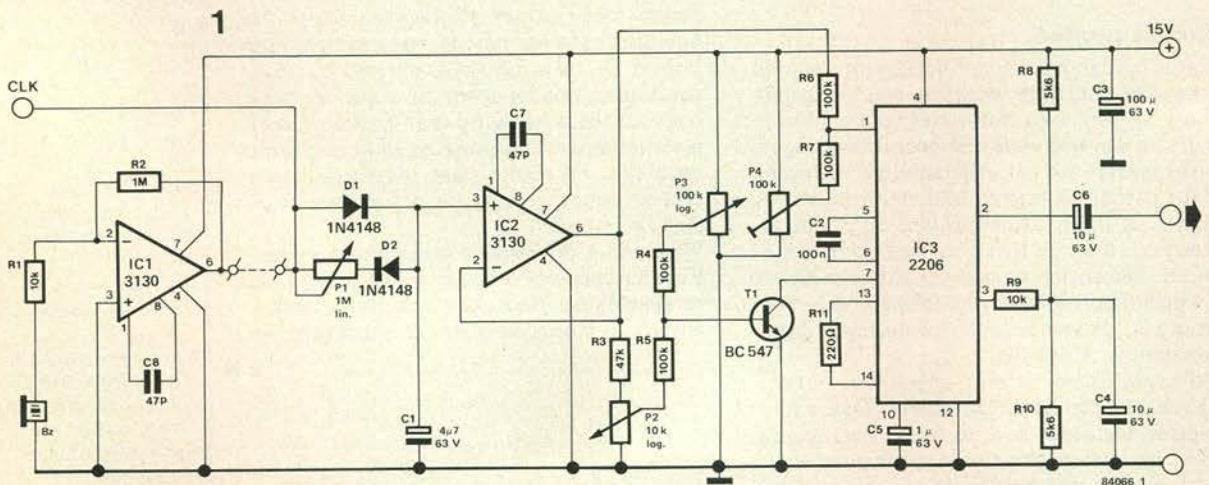 1
CLK
15V
+
R2
1M
R1
10k
2
3
7
6
4
1
8
IC1
3130
−
+
C8
47P
Bz
D1
1N4148
D2
1N4148
P1
1M
lin.
C1
4µ7
63 V
C7
47P
1
8
3
2
7
6
4
+
−
IC2
3130
R3
47k
P2
10k
log.
R4
100k
R5
100k
P3
100k
log.
P4
100k
R6
100k
R7
100k
C2
100n
T1
BC 547
R11
220Ω
4
1
5
6
7
13
14
10
12
2
3
IC3
2206
C5
1µ
63 V
R8
5k6
R9
10k
R10
5k6
C3
100µ
63 V
C6
10µ
63 V
C4
10µ
63 V
84066 1